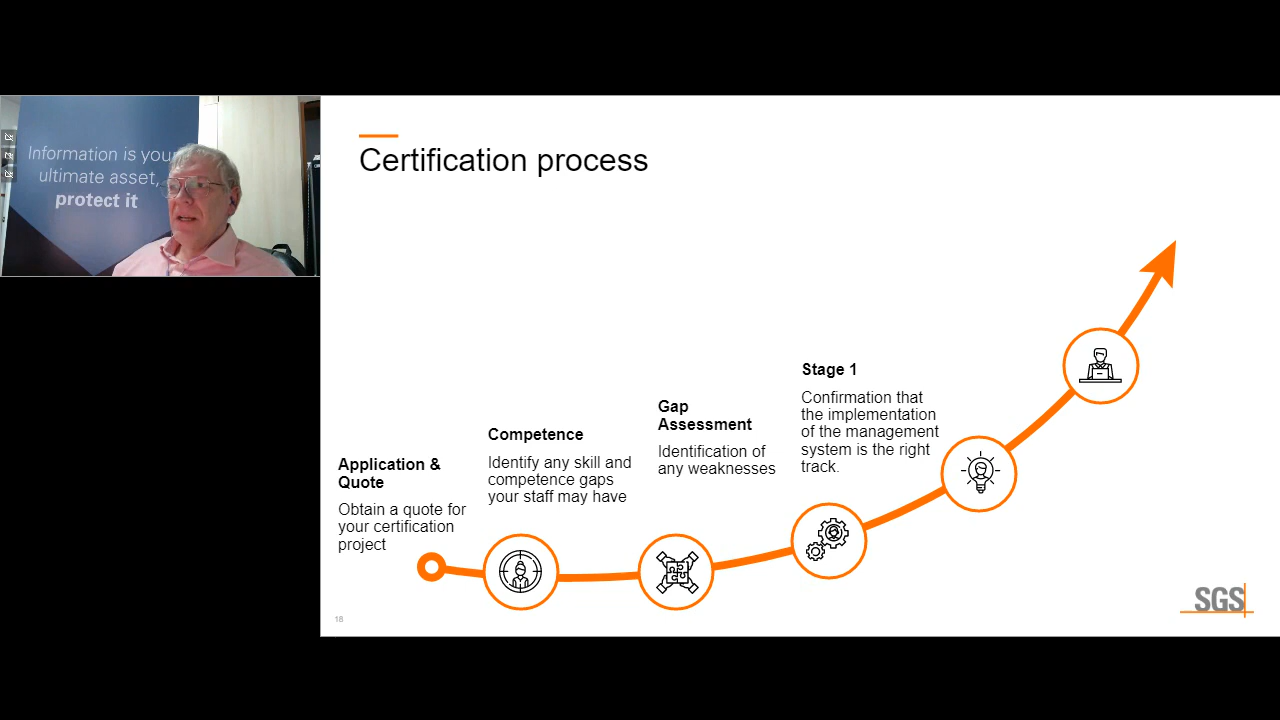 Information is your
ultimate asset,
protect it
Certification process
Application &
Quote
Obtain a quote for
your certification
project
Competence
Identify any skill and
competence gaps
your staff may have
Gap
Assessment
Identification of
any weaknesses
Stage 1
Confirmation that
the implementation
of the management
system is the right
track.
18
SGS